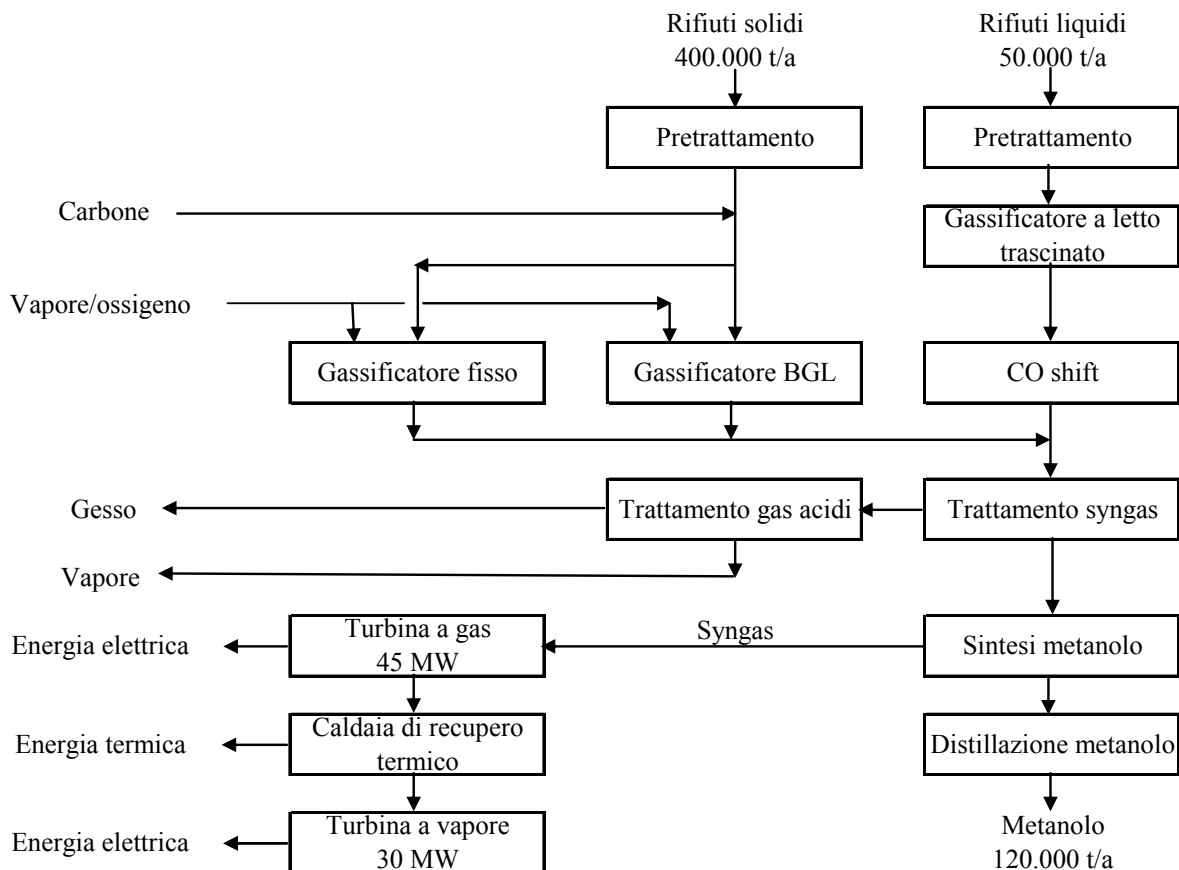 Rifiuti solidi
400.000 t/a
Rifiuti liquidi
50.000 t/a
Pretrattamento
Pretrattamento
Carbone
Gassificatore a letto
trascinato
Vapore/ossigeno
Gassificatore fisso
Gassificatore BGL
CO shift
Gesso
Trattamento gas acidi
Trattamento syngas
Vapore
Energia elettrica
Turbina a gas
45 MW
Syngas
Sintesi metanolo
Energia termica
Caldaia di recupero
termico
Distillazione metanolo
Energia elettrica
Turbina a vapore
30 MW
Metanolo
120.000 t/a